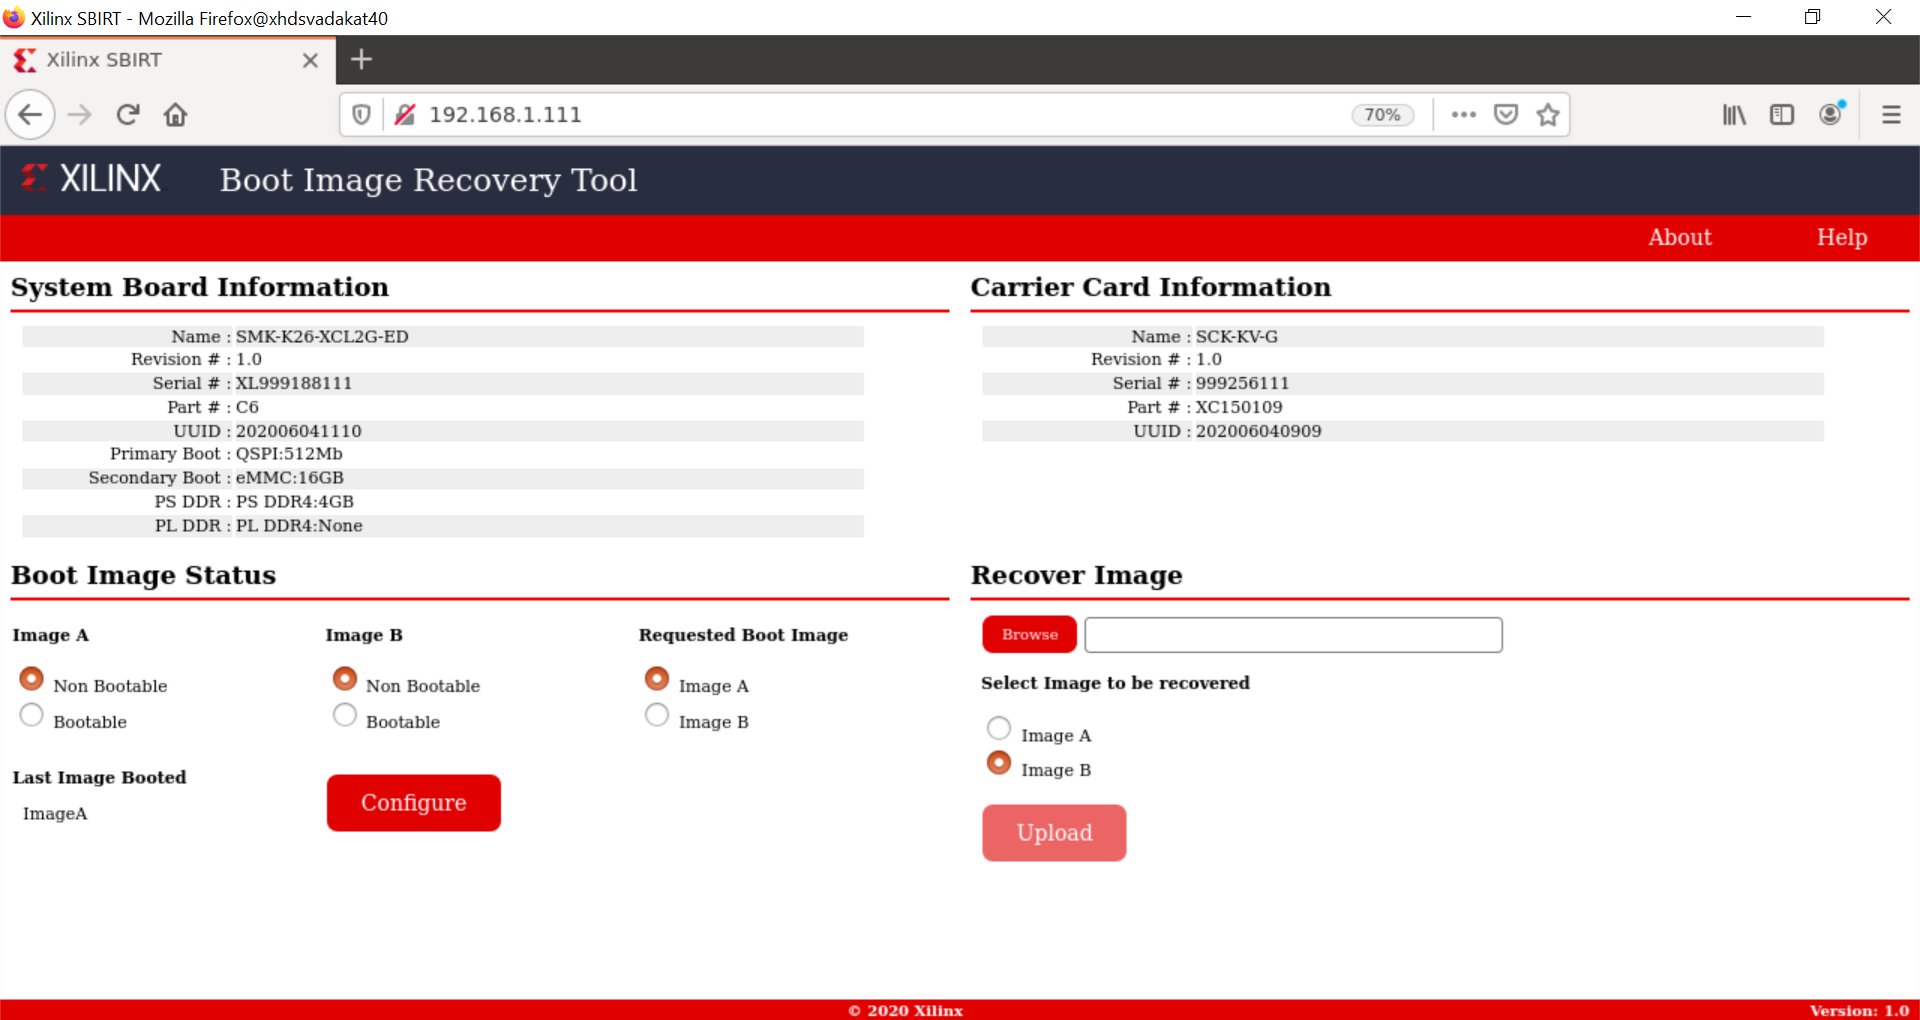 Xilinx SBIRT - Mozilla Firefox@xhdsvadakat40
Xilinx SBIRT
192.168.1.111
70%
XILINX
Boot Image Recovery Tool
About
Help
System Board Information
Name : SMK-K26-XCL2G-ED
Revision # : 1.0
Serial # : XL999188111
Part # : C6
UUID : 202006041110
Primary Boot : QSPI:512Mb
Secondary Boot : eMMC:16GB
PS DDR : PS DDR4:4GB
PL DDR : PL DDR4:None
Carrier Card Information
Name : SCK-KV-G
Revision # : 1.0
Serial # : 999256111
Part # : XC150109
UUID : 202006040909
Boot Image Status
Image A
Non Bootable
Bootable
Image B
Non Bootable
Bootable
Requested Boot Image
Image A
Image B
Last Image Booted
ImageA
Configure
Recover Image
Browse
Select Image to be recovered
Image A
Image B
Upload
© 2020 Xilinx
Version: 1.0